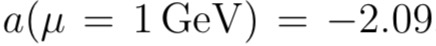 a(μ = 1 GeV) = −2.09